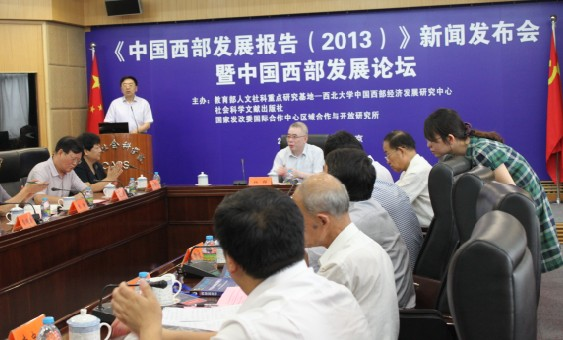 《中国西部发展报告（2013）》新闻发布会
暨中国西部发展论坛
主办：教育部人文社科重点研究基地—西北大学中国西部经济发展研究中心
社会科学文献出版社
国家发改委国际合作中心区域合作与开放研究所